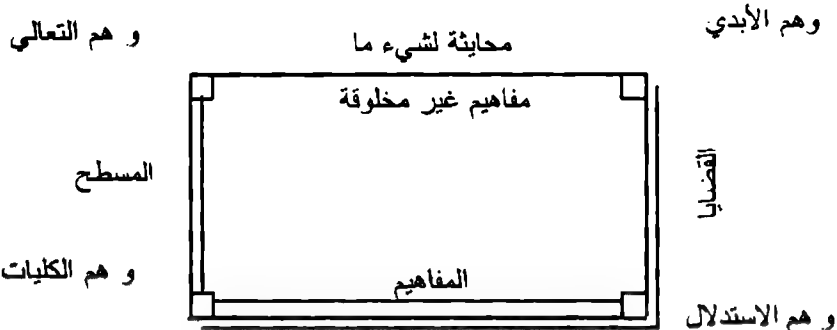 وهم الأبدي
محايثة لشيء ما
و هم التعالي
مفاهيم غير مخلوقة
القضايا
المسطح
المفاهيم
و هم الكليات
و هم الاستدلال